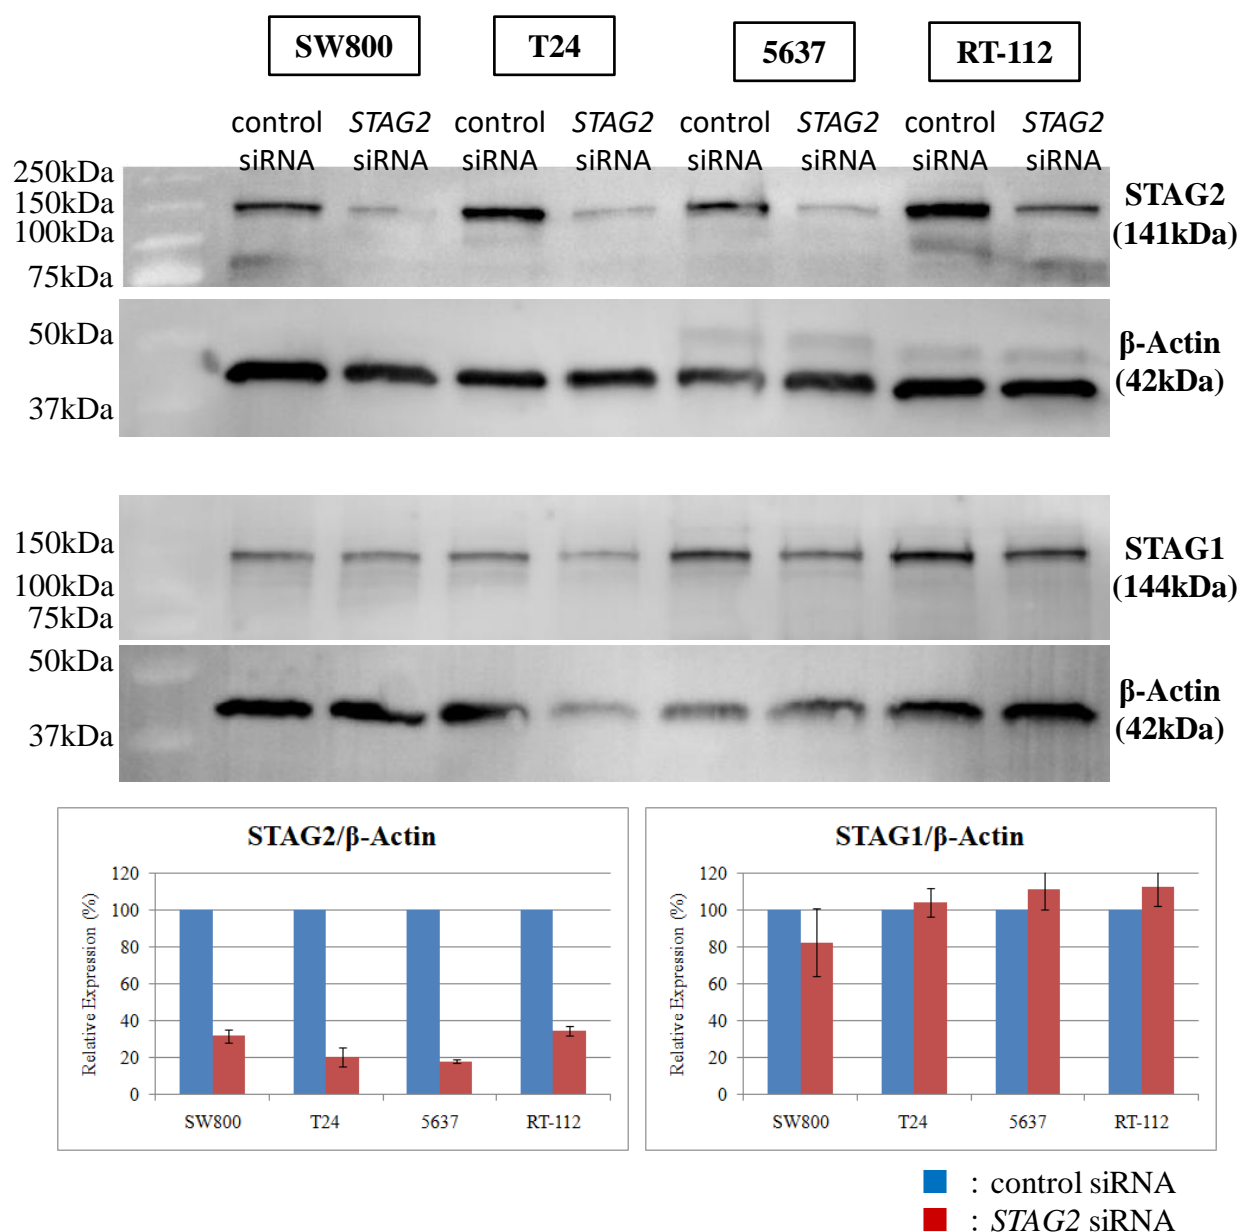 SW800 T24 5637 RT-112
control STAG2 control STAG2 control STAG2 control STAG2
siRNA siRNA siRNA siRNA siRNA siRNA siRNA siRNA
250kDa
150kDa
100kDa
75kDa
STAG2
(141kDa)
50kDa
37kDa
β-Actin
(42kDa)
150kDa
100kDa
75kDa
STAG1
(144kDa)
50kDa
37kDa
β-Actin
(42kDa)
STAG2/β-Actin
Relative Expression (%)
120
100
80
60
40
20
0
SW800 T24 5637 RT-112
STAG1/β-Actin
Relative Expression (%)
120
100
80
60
40
20
0
SW800 T24 5637 RT-112
: control siRNA
: STAG2 siRNA